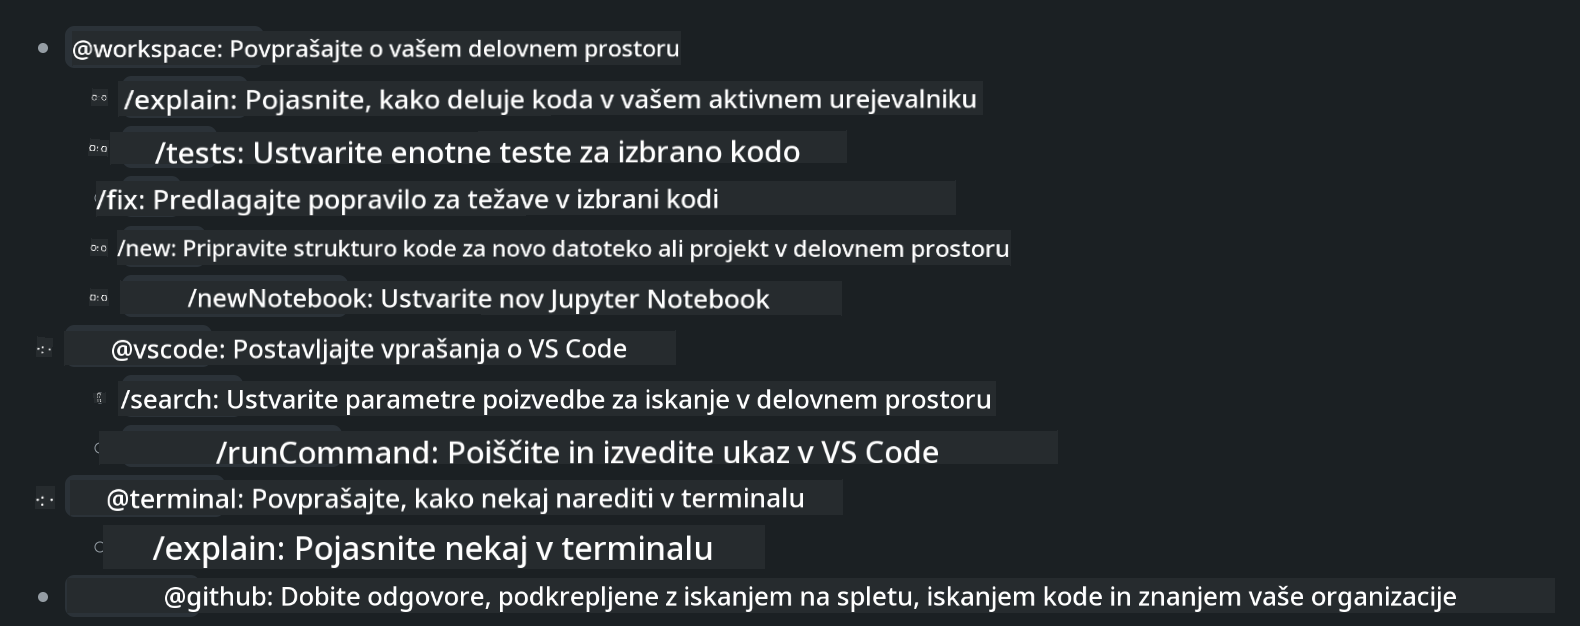 @workspace: Povprašajte o vašem delovnem prostoru
/explain: Pojasnite, kako deluje koda v vašem aktivnem urejevalniku
/tests: Ustvarite enotne teste za izbrano kodo
/fix: Predlagajte popravilo za težave v izbrani kodi
/new: Pripravite strukturo kode za novo datoteko ali projekt v delovnem prostoru
/newNotebook: Ustvarite nov Jupyter Notebook
@vscode: Postavljajte vprašanja o VS Code
/search: Ustvarite parametre poizvedbe za iskanje v delovnem prostoru
/runCommand: Poiščite in izvedite ukaz v VS Code
@terminal: Povprašajte, kako nekaj narediti v terminalu
/explain: Pojasnite nekaj v terminalu
@github: Dobite odgovore, podkrepljene z iskanjem na spletu, iskanjem kode in znanjem vaše organizacije